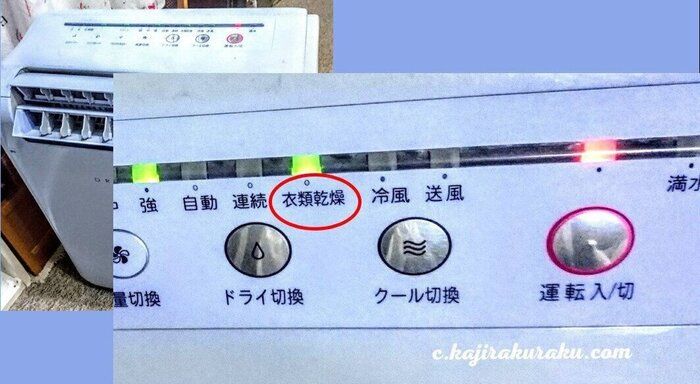 強 自動 連続 衣類乾燥 冷風 送風 満水
量切換 ドライ切換 クール切換 運転入/切
c.kajirakuraku.com